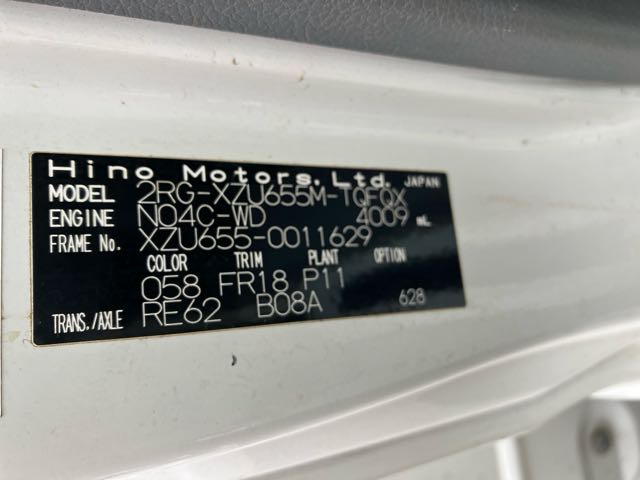 Hino Motors, Ltd. JAPAN
MODEL 2RG-XZU655M-TQFQX
ENGINE N04C-WD 4009 mL
FRAME No. XZU655-0011629
COLOR TRIM PLANT OPTION
058 FR18 P11
TRANS./AXLE RE62 B08A 628